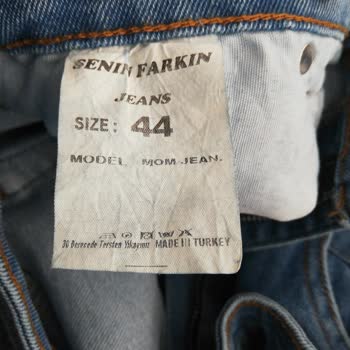 SENIN FARKIN
JEANS
SIZE: 44
MODEL MOM-JEAN.
30 Derecede Tersten Yıkayınız MADE IN TURKEY